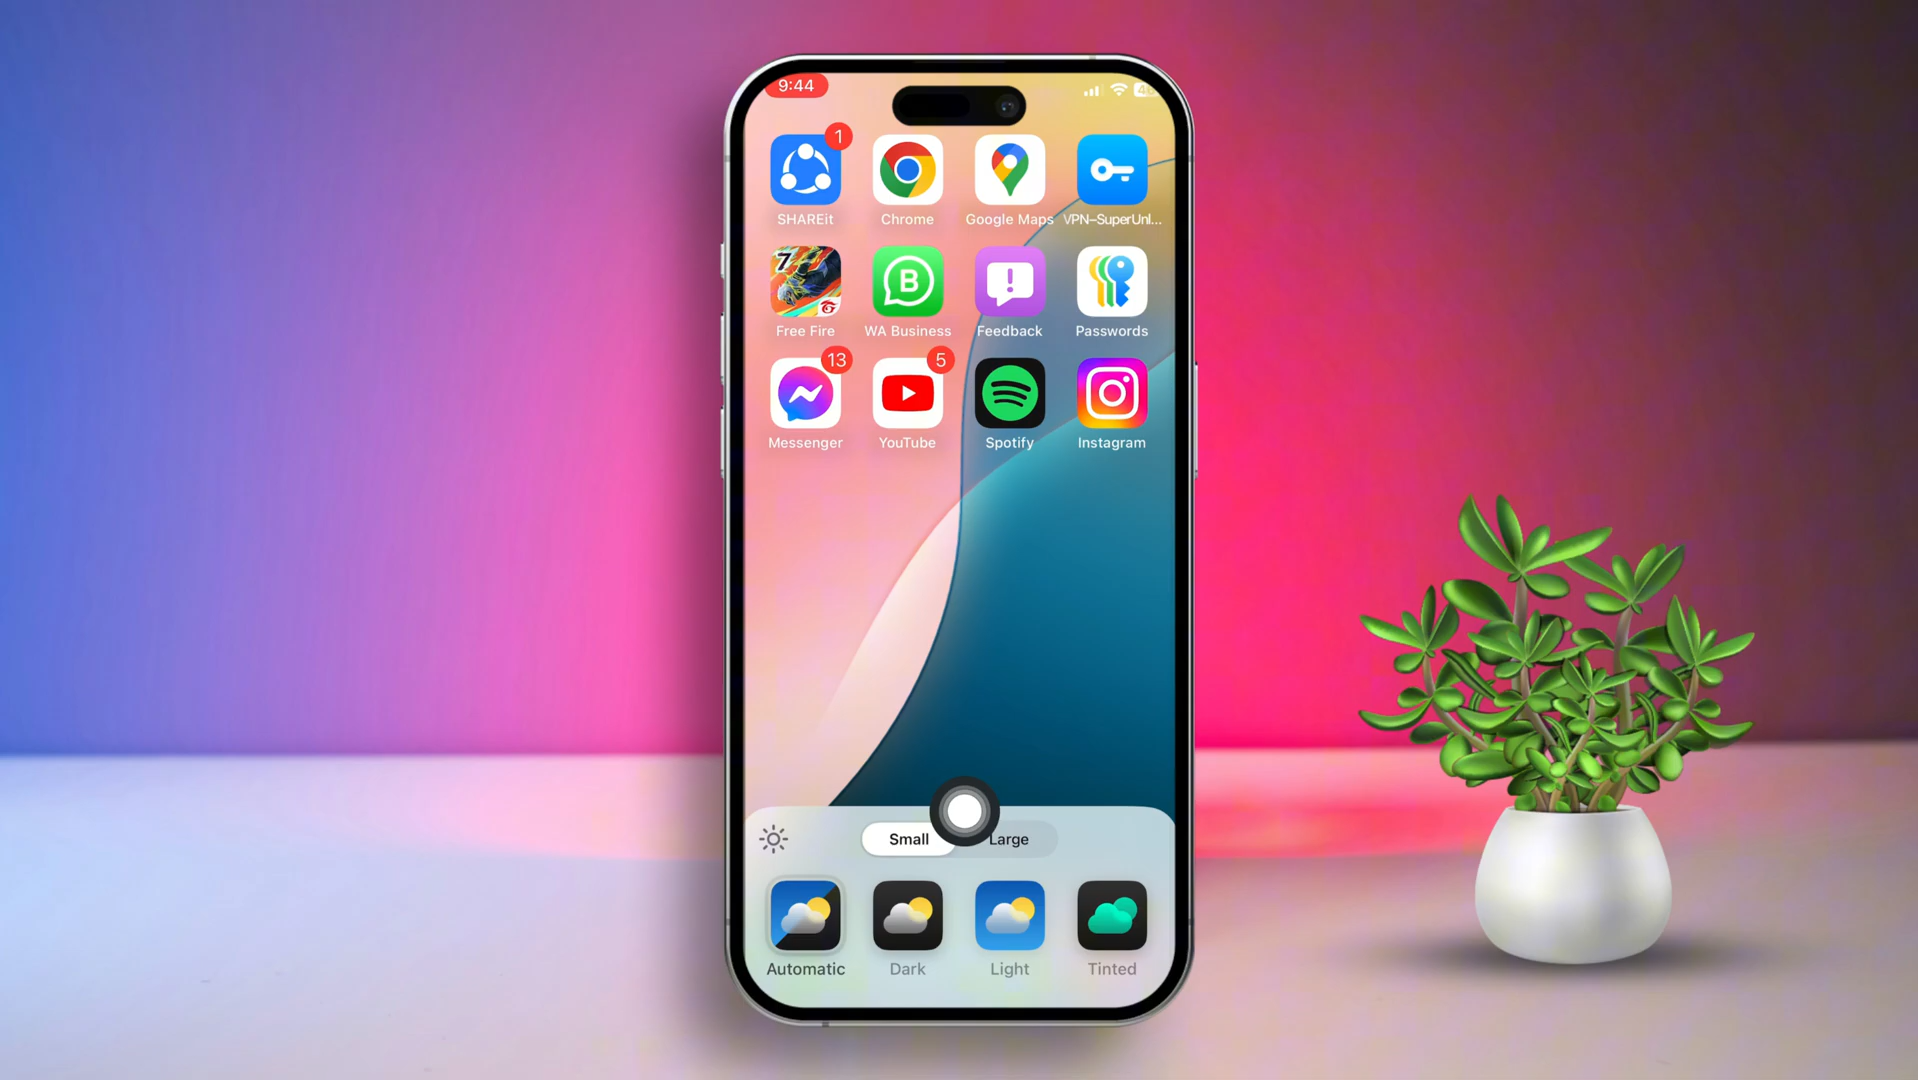 9:44
1
SHAREit
Chrome
Google Maps
VPN–SuperUnl...
7
B
Free Fire
WA Business
Feedback
Passwords
13
5
Messenger
YouTube
Spotify
Instagram
Small
Large
Automatic
Dark
Light
Tinted